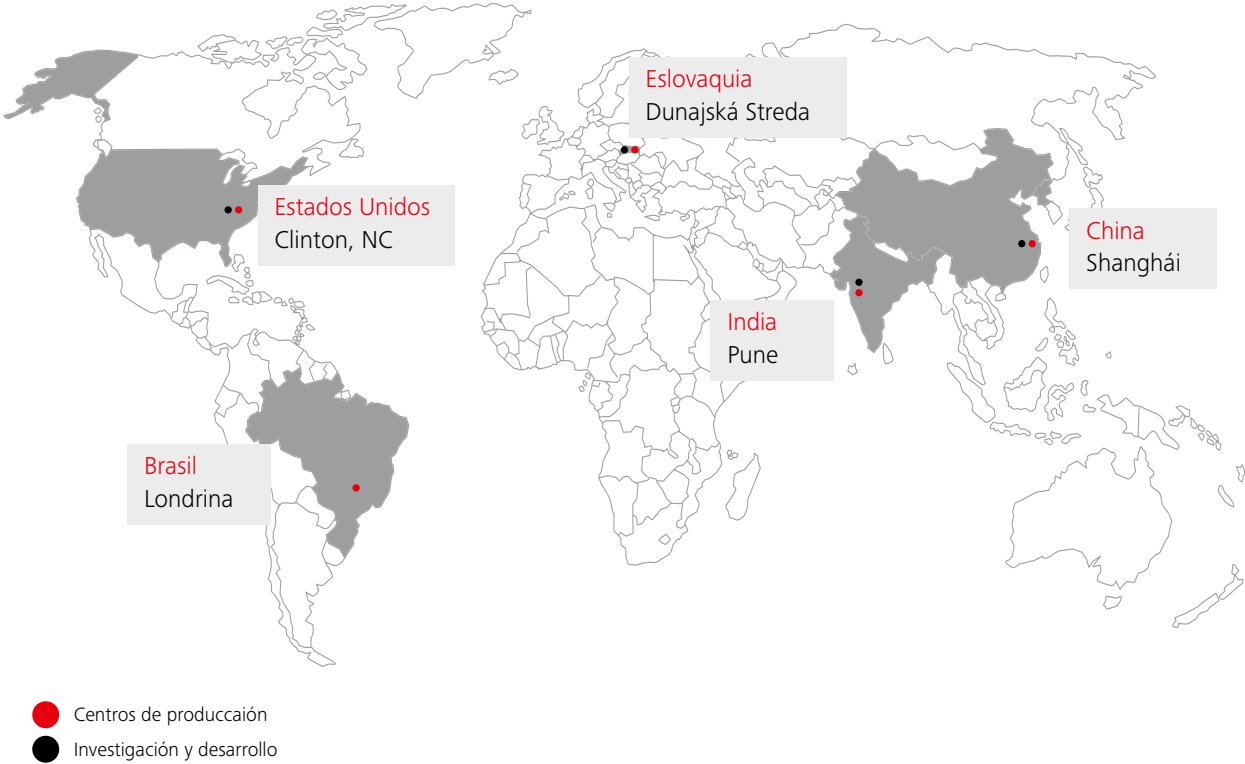 Eslovaquia
Dunajská Streda
Estados Unidos
Clinton, NC
China
Shanghái
India
Pune
Brasil
Londrina
Centros de produccaión
Investigación y desarrollo